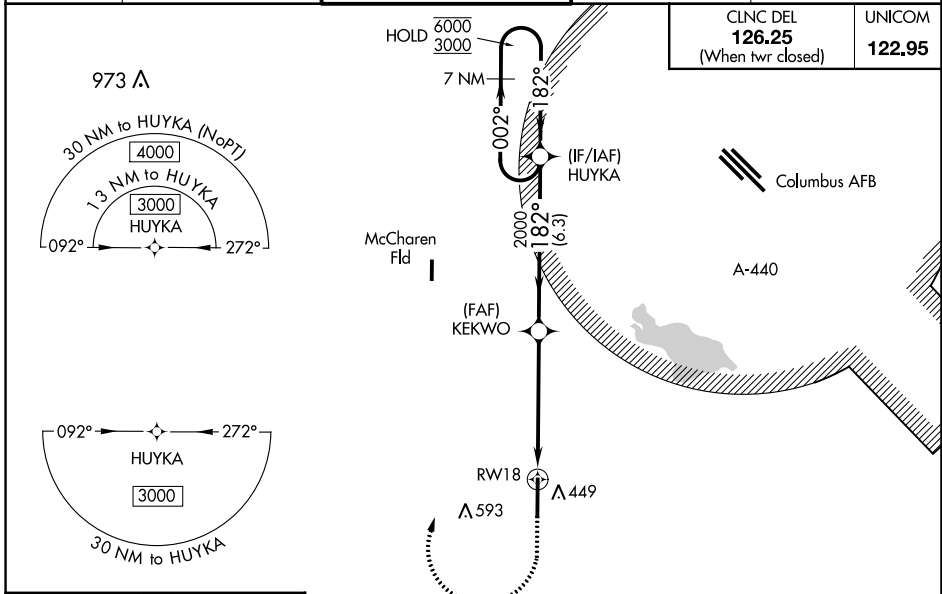 CLNC DEL
126.25
(When twr closed)
UNICOM
122.95
HOLD 6000
3000
7 NM
182°
002°
(IF/IAF)
HUYKA
2000
182°
(6.3)
Columbus AFB
A-440
McCharen
Fld
(FAF)
KEKWO
RW18
449
593
973
30 NM to HUYKA (NoPT)
4000
13 NM to HUYKA
3000
HUYKA
092°
272°
092°
272°
HUYKA
3000
30 NM to HUYKA